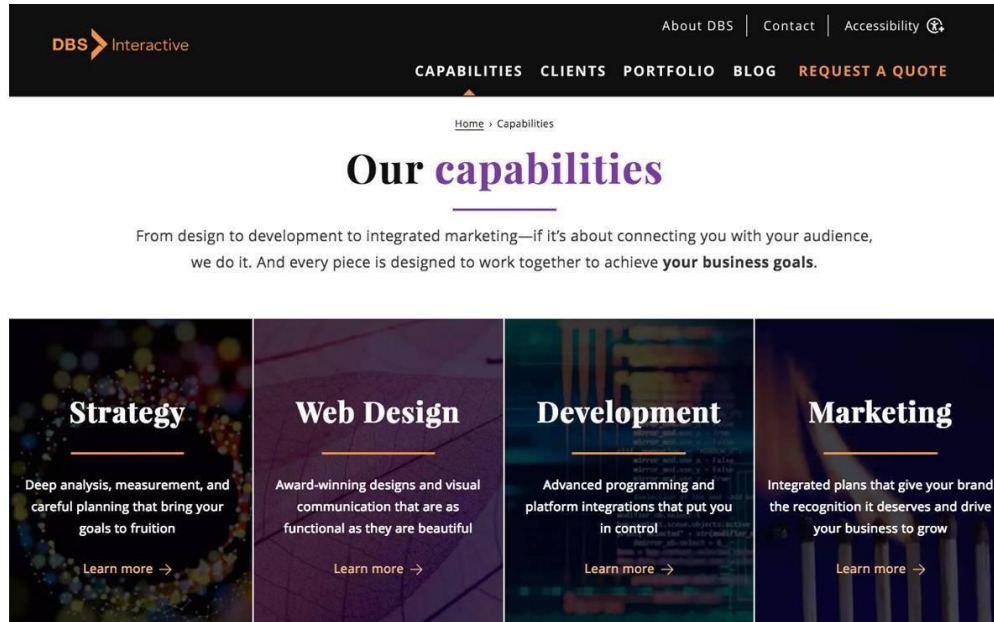 About DBS | Contact | Accessibility
DBS Interactive
CAPABILITIES CLIENTS PORTFOLIO BLOG REQUEST A QUOTE
Home › Capabilities
Our capabilities
From design to development to integrated marketing—if it's about connecting you with your audience,
we do it. And every piece is designed to work together to achieve your business goals.
Strategy
Deep analysis, measurement, and
careful planning that bring your
goals to fruition
Learn more →
Web Design
Award-winning designs and visual
communication that are as
functional as they are beautiful
Learn more →
Development
Advanced programming and
platform integrations that put you
in control
Learn more →
Marketing
Integrated plans that give your brand
the recognition it deserves and drive
your business to grow
Learn more →